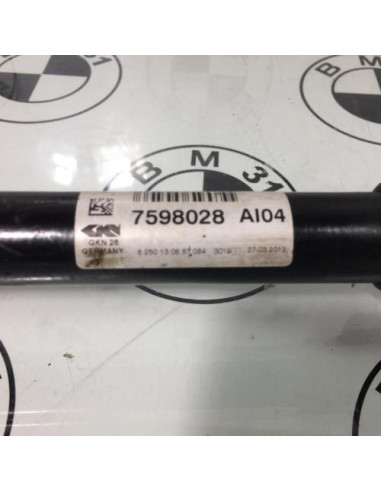 B M 31
7598028 AI04
GKN 26
GERMANY
27-03-2012